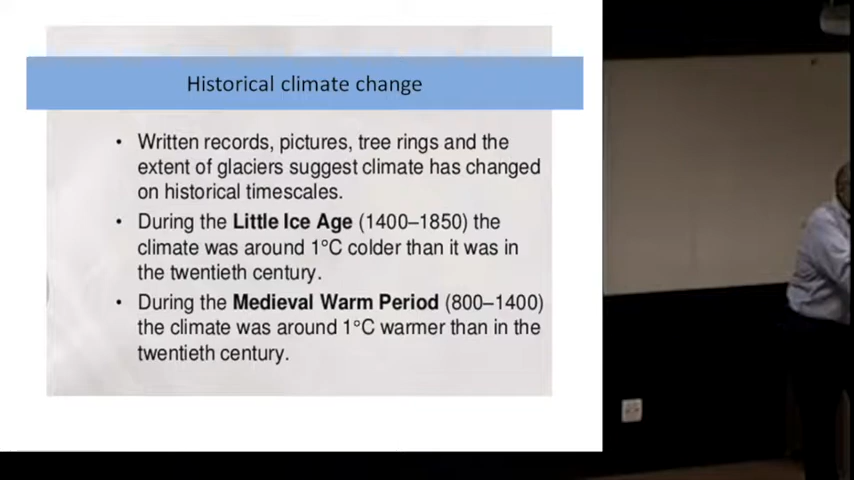 Historical climate change
• Written records, pictures, tree rings and the
extent of glaciers suggest climate has changed
on historical timescales.
• During the Little Ice Age (1400–1850) the
climate was around 1°C colder than it was in
the twentieth century.
• During the Medieval Warm Period (800–1400)
the climate was around 1°C warmer than in the
twentieth century.